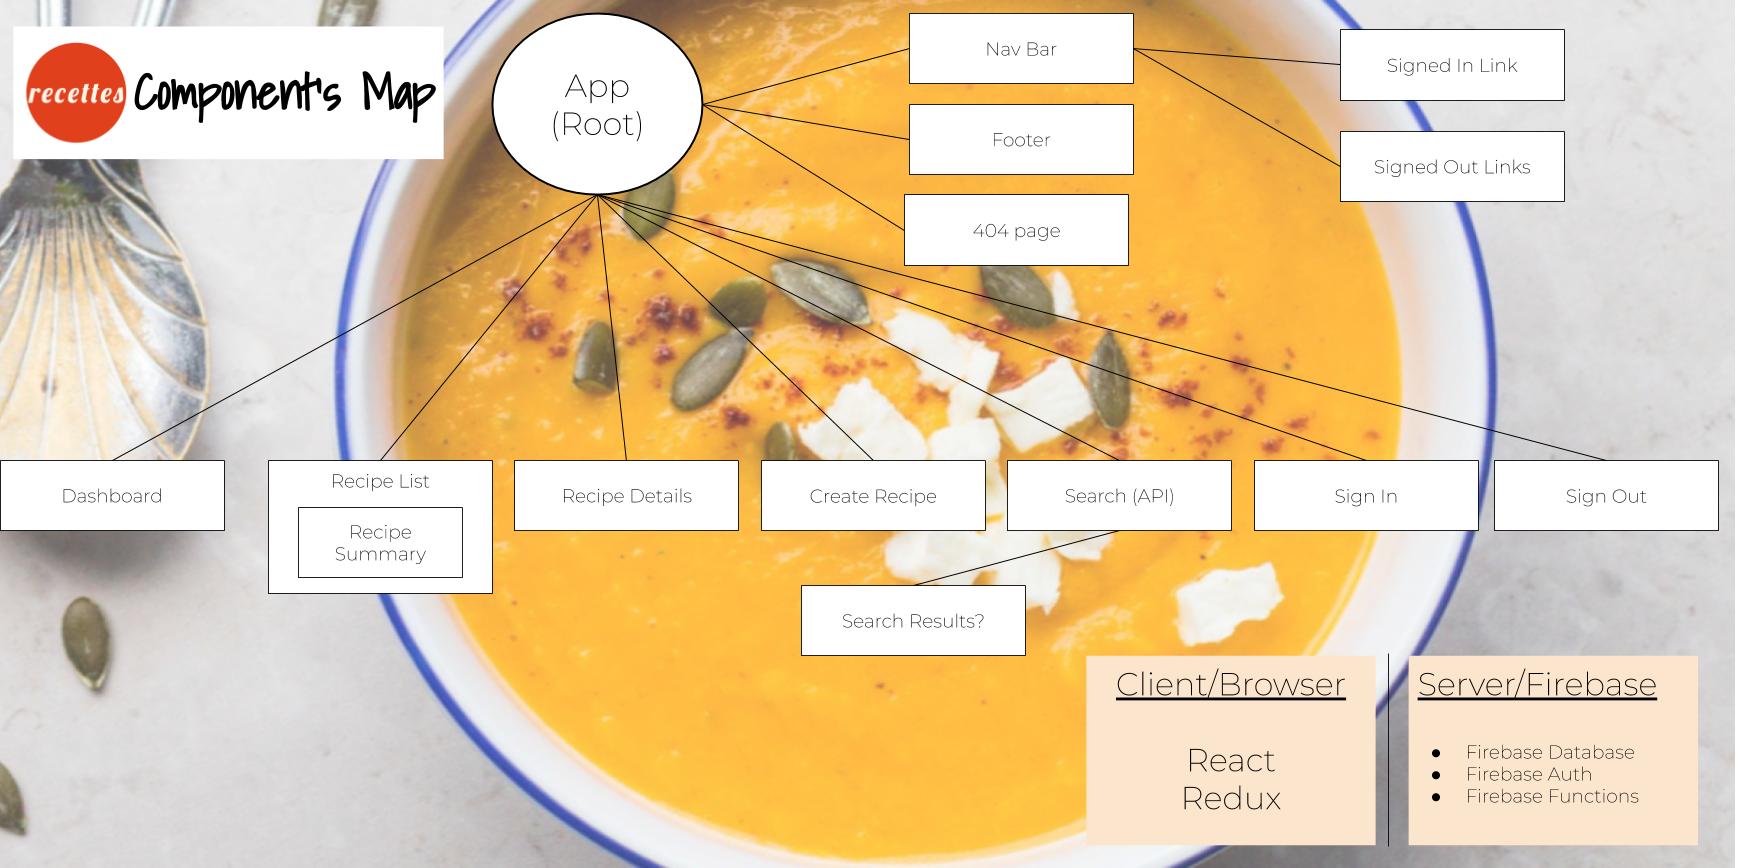 recettes Component's Map
App
(Root)
Nav Bar
Footer
404 page
Signed In Link
Signed Out Links
Dashboard
Recipe List
Recipe
Summary
Recipe Details
Create Recipe
Search (API)
Sign In
Sign Out
Search Results?
Client/Browser
React
Redux
Server/Firebase
● Firebase Database
● Firebase Auth
● Firebase Functions